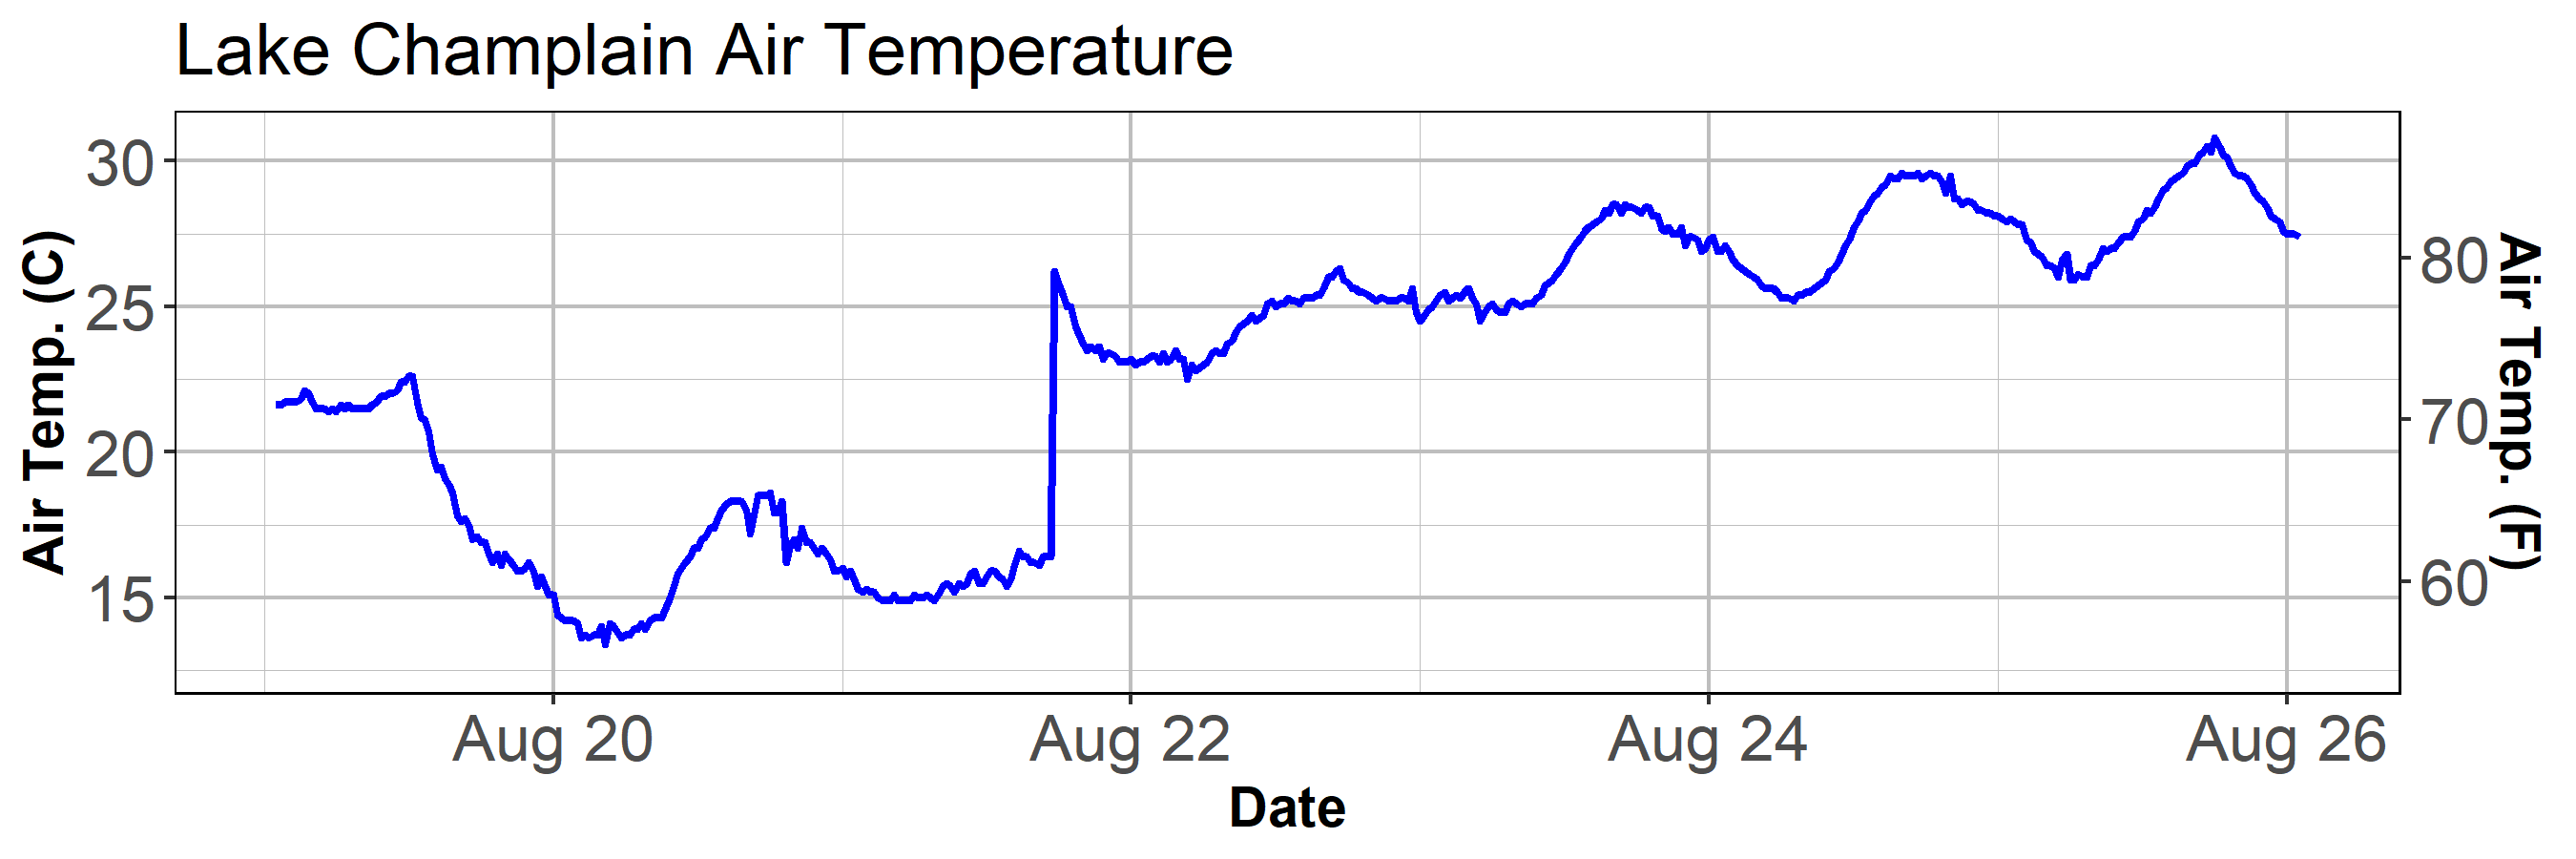 Lake Champlain Air Temperature
Air Temp. (C)
30
25
20
15
80
70
60
Air Temp. (F)
Aug 20
Aug 22
Aug 24
Aug 26
Date